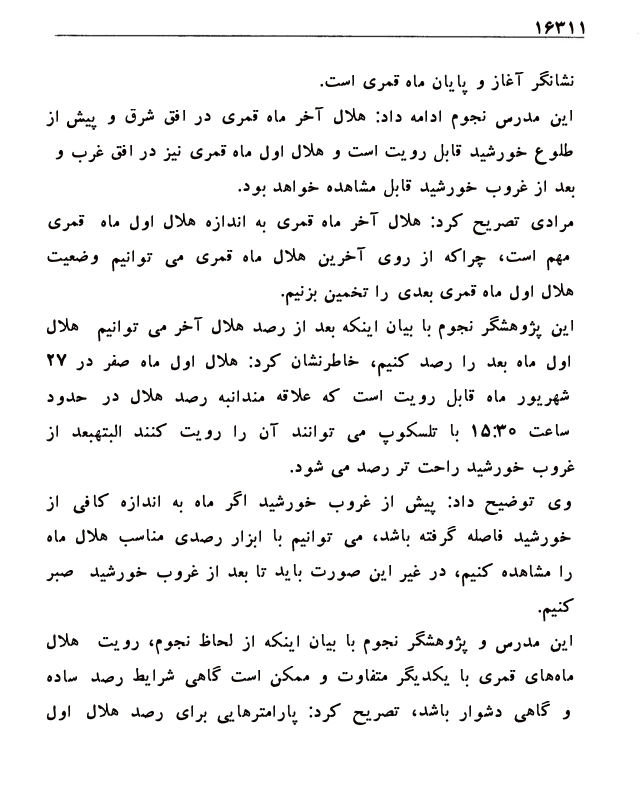 ۱۶۳۱۱
نشانگر آغاز و پایان ماه قمری است.
این مدرس نجوم ادامه داد: هلال آخر ماه قمری در افق شرق و پیش از
طلوع خورشید قابل رویت است و هلال اول ماه قمری نیز در افق غرب و
بعد از غروب خورشید قابل مشاهده خواهد بود.
مرادی تصریح کرد: هلال آخر ماه قمری به اندازه هلال اول ماه قمری
مهم است، چراکه از روی آخرین هلال ماه قمری می توانیم وضعیت
هلال اول ماه قمری بعدی را تخمین بزنیم.
این پژوهشگر نجوم با بیان اینکه بعد از رصد هلال آخر می توانیم هلال
اول ماه بعد را رصد کنیم، خاطرنشان کرد: هلال اول ماه صفر در ۲۷
شهریور ماه قابل رویت است که علاقه مندانبه رصد هلال در حدود
ساعت ۱۵:۳۰ با تلسکوپ می توانند آن را رویت کنند البتهبعد از
غروب خورشید راحت تر رصد می شود.
وی توضیح داد: پیش از غروب خورشید اگر ماه به اندازه کافی از
خورشید فاصله گرفته باشد، می توانیم با ابزار رصدی مناسب هلال ماه
را مشاهده کنیم، در غیر این صورت باید تا بعد از غروب خورشید صبر
کنیم.
این مدرس و پژوهشگر نجوم با بیان اینکه از لحاظ نجوم، رویت هلال
ماه‌های قمری با یکدیگر متفاوت و ممکن است گاهی شرایط رصد ساده
و گاهی دشوار باشد، تصریح کرد: پارامترهایی برای رصد هلال اول